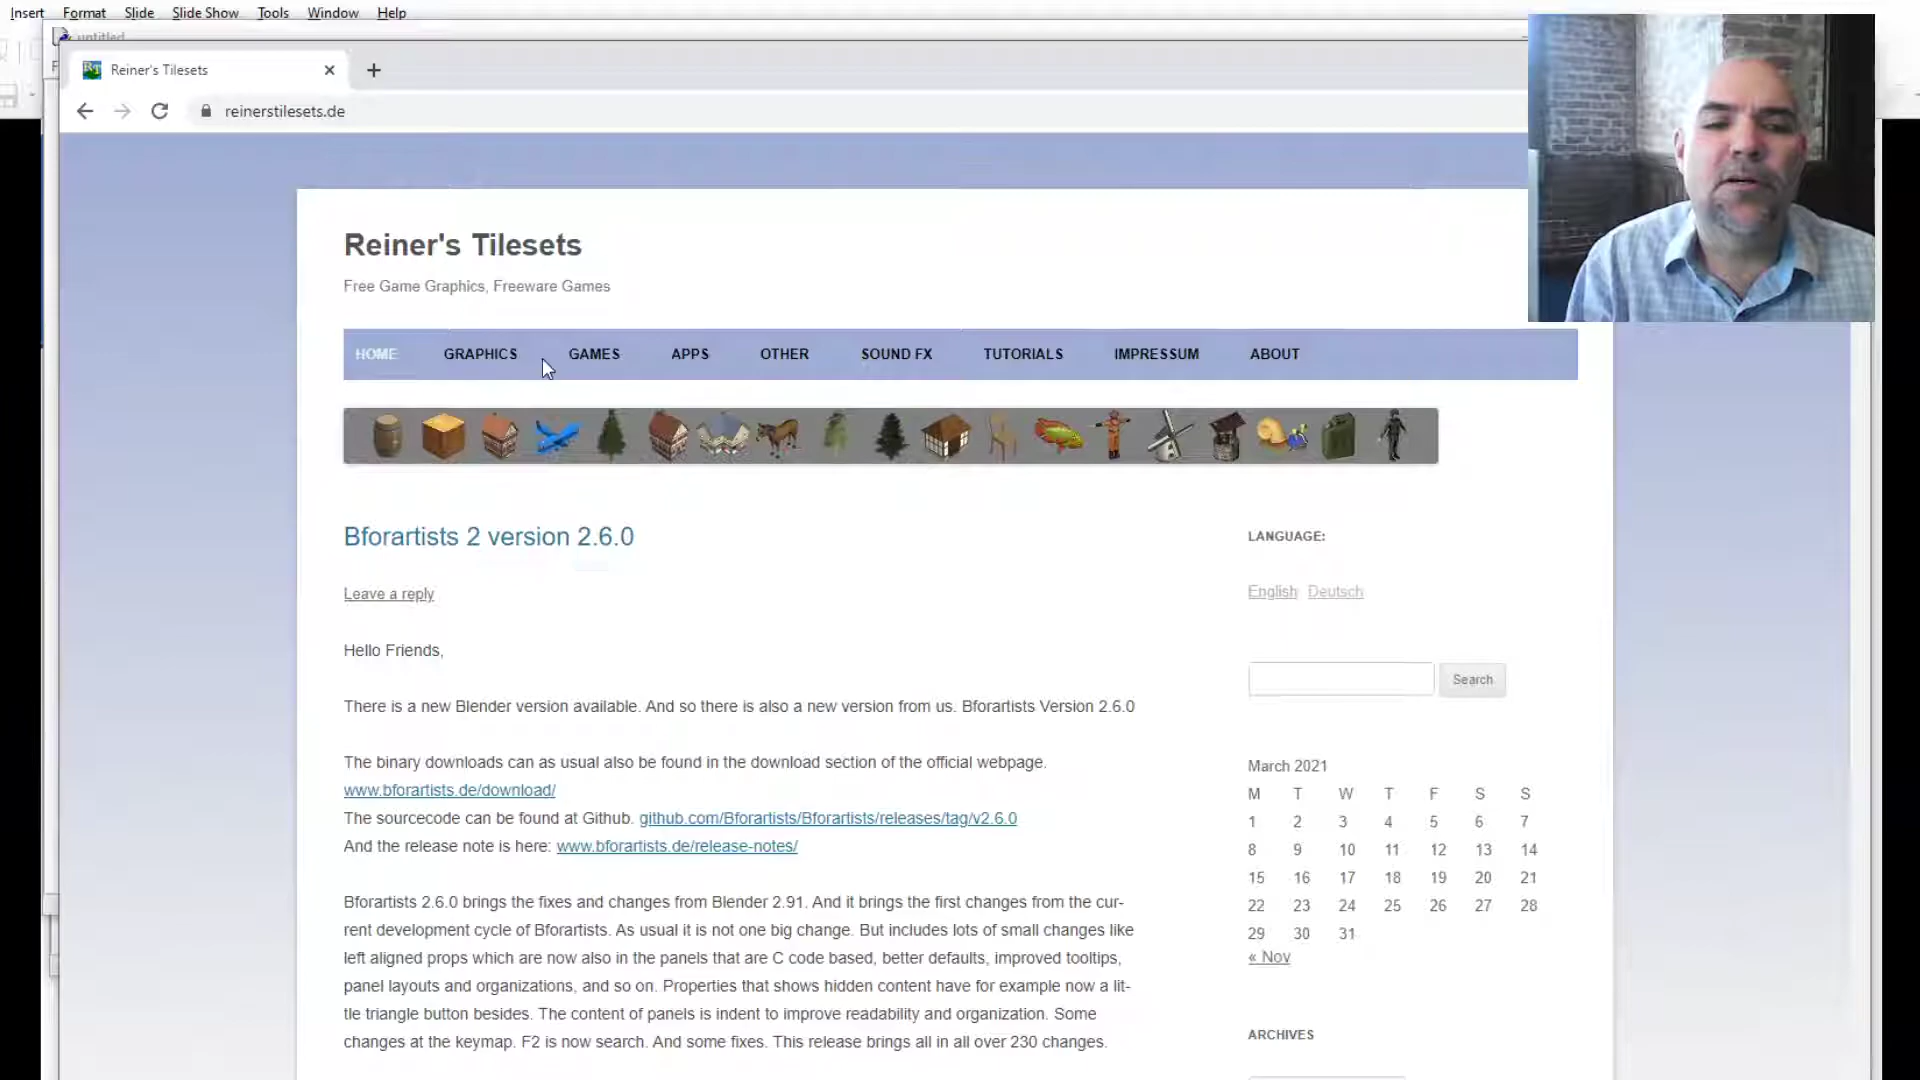 Insert Format Slide Slide Show Tools Window Help
untitled
Reiner's Tilesets
reinerstilesets.de
Reiner's Tilesets
Free Game Graphics, Freeware Games
HOME GRAPHICS GAMES APPS OTHER SOUND FX TUTORIALS IMPRESSUM ABOUT
Bforartists 2 version 2.6.0
Leave a reply
Hello Friends,
There is a new Blender version available. And so there is also a new version from us. Bforartists Version 2.6.0
The binary downloads can as usual also be found in the download section of the official webpage.
www.bforartists.de/download/
The sourcecode can be found at Github. github.com/Bforartists/Bforartists/releases/tag/v2.6.0
And the release note is here: www.bforartists.de/release-notes/
Bforartists 2.6.0 brings the fixes and changes from Blender 2.91. And it brings the first changes from the cur-
rent development cycle of Bforartists. As usual it is not one big change. But includes lots of small changes like
left aligned props which are now also in the panels that are C code based, better defaults, improved tooltips,
panel layouts and organizations, and so on. Properties that shows hidden content have for example now a lit-
tle triangle button besides. The content of panels is indent to improve readability and organization. Some
changes at the keymap. F2 is now search. And some fixes. This release brings all in all over 230 changes.
LANGUAGE:
English Deutsch
Search
March 2021
M T W T F S S
1 2 3 4 5 6 7
8 9 10 11 12 13 14
15 16 17 18 19 20 21
22 23 24 25 26 27 28
29 30 31
« Nov
ARCHIVES